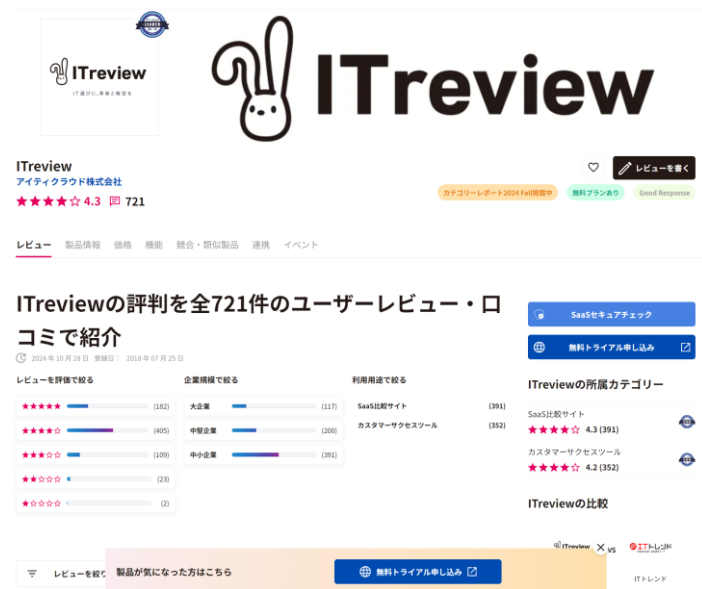 ITreview
IT選びに、革新と確信を
ITreview
ITreview
アイティクラウド株式会社
★★★★☆ 4.3 721
レビューを書く
カテゴリーレポート2024 Fall掲載中 無料プランあり Good Response
レビュー 製品情報 価格 機能 競合・類似製品 連携 イベント
ITreviewの評判を全721件のユーザーレビュー・口
コミで紹介
2024年10月28日 登録日： 2018年07月25日
レビューを評価で絞る
★★★★★ (182)
★★★★☆ (405)
★★★☆☆ (109)
★★☆☆☆ (23)
★☆☆☆☆ (2)
企業規模で絞る
大企業 (117)
中堅企業 (200)
中小企業 (391)
利用用途で絞る
SaaS比較サイト (391)
カスタマーサクセスツール (352)
SaaSセキュアチェック
無料トライアル申し込み
ITreviewの所属カテゴリー
SaaS比較サイト
★★★★☆ 4.3 (391)
カスタマーサクセスツール
★★★★☆ 4.2 (352)
ITreviewの比較
ITreview vs ITトレンド
ITトレンド
レビューを絞り
製品が気になった方はこちら
無料トライアル申し込み